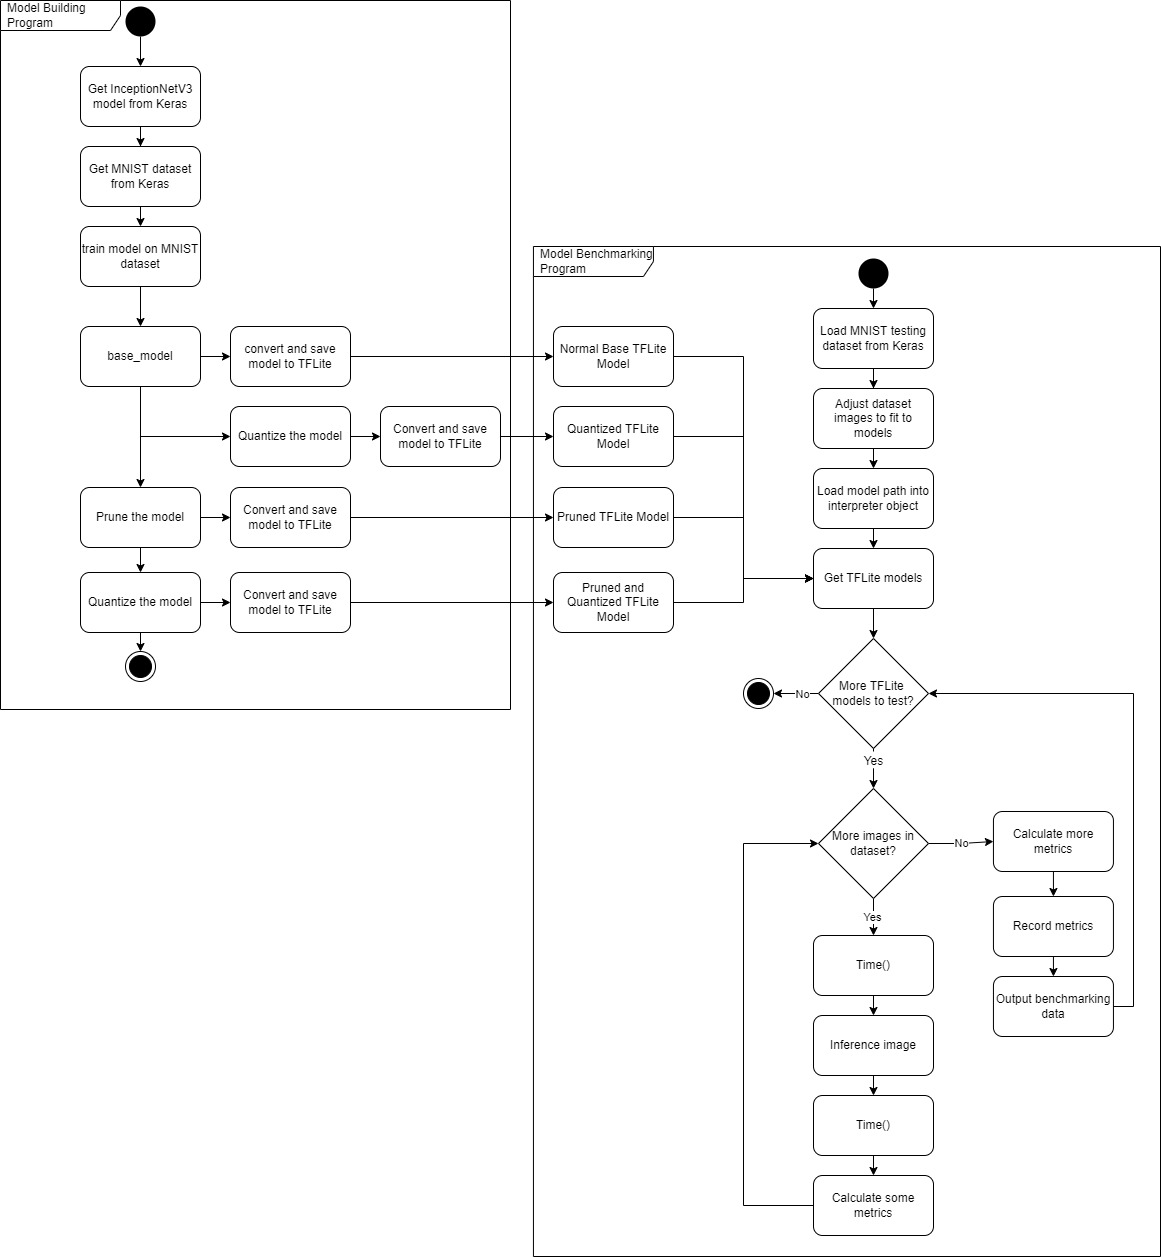 Model Building
Program
Get InceptionNetV3
model from Keras
Get MNIST dataset
from Keras
train model on MNIST
dataset
base_model
convert and save
model to TFLite
Quantize the model
Convert and save
model to TFLite
Prune the model
Convert and save
model to TFLite
Quantize the model
Convert and save
model to TFLite
Model Benchmarking
Program
Normal Base TFLite
Model
Quantized TFLite
Model
Pruned TFLite Model
Pruned and
Quantized TFLite
Model
Load MNIST testing
dataset from Keras
Adjust dataset
images to fit to
models
Load model path into
interpreter object
Get TFLite models
More TFLite
models to test?
No
Yes
More images in
dataset?
No
Calculate more
metrics
Record metrics
Output benchmarking
data
Yes
Time()
Inference image
Time()
Calculate some
metrics